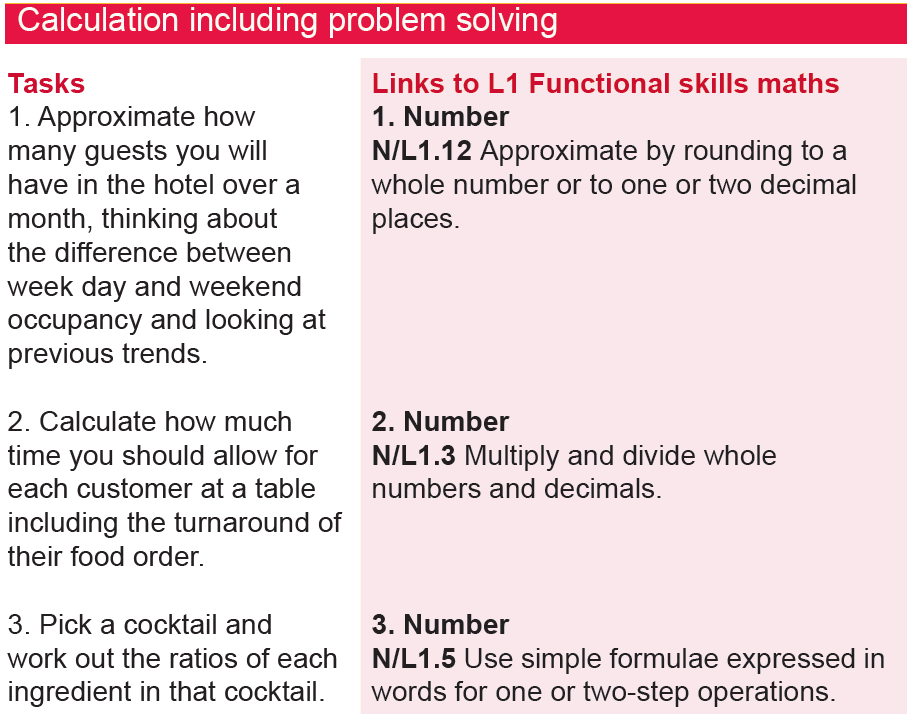 Calculation including problem solving
Tasks
1. Approximate how
many guests you will
have in the hotel over a
month, thinking about
the difference between
week day and weekend
occupancy and looking at
previous trends.
2. Calculate how much
time you should allow for
each customer at a table
including the turnaround of
their food order.
3. Pick a cocktail and
work out the ratios of each
ingredient in that cocktail.
Links to L1 Functional skills maths
1. Number
N/L1.12 Approximate by rounding to a
whole number or to one or two decimal
places.
2. Number
N/L1.3 Multiply and divide whole
numbers and decimals.
3. Number
N/L1.5 Use simple formulae expressed in
words for one or two-step operations.